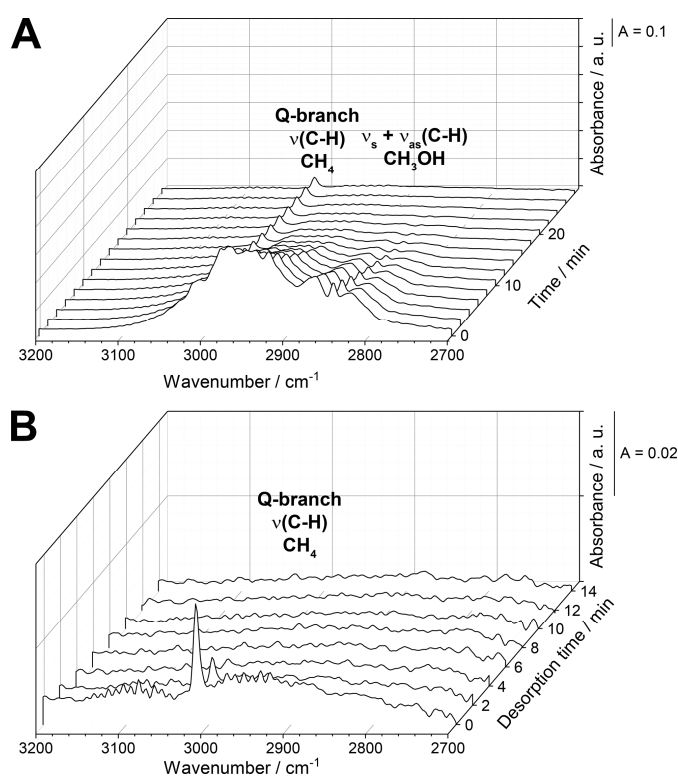 A
A = 0.1
Absorbance / a. u.
Q-branch
ν(C-H) νₛ + νₐₛ(C-H)
CH₄ CH₃OH
20
10
0
Time / min
3200 3100 3000 2900 2800 2700
Wavenumber / cm⁻¹
B
A = 0.02
Absorbance / a. u.
Q-branch
ν(C-H)
CH₄
14
12
10
8
6
4
2
0
Desorption time / min
3200 3100 3000 2900 2800 2700
Wavenumber / cm⁻¹